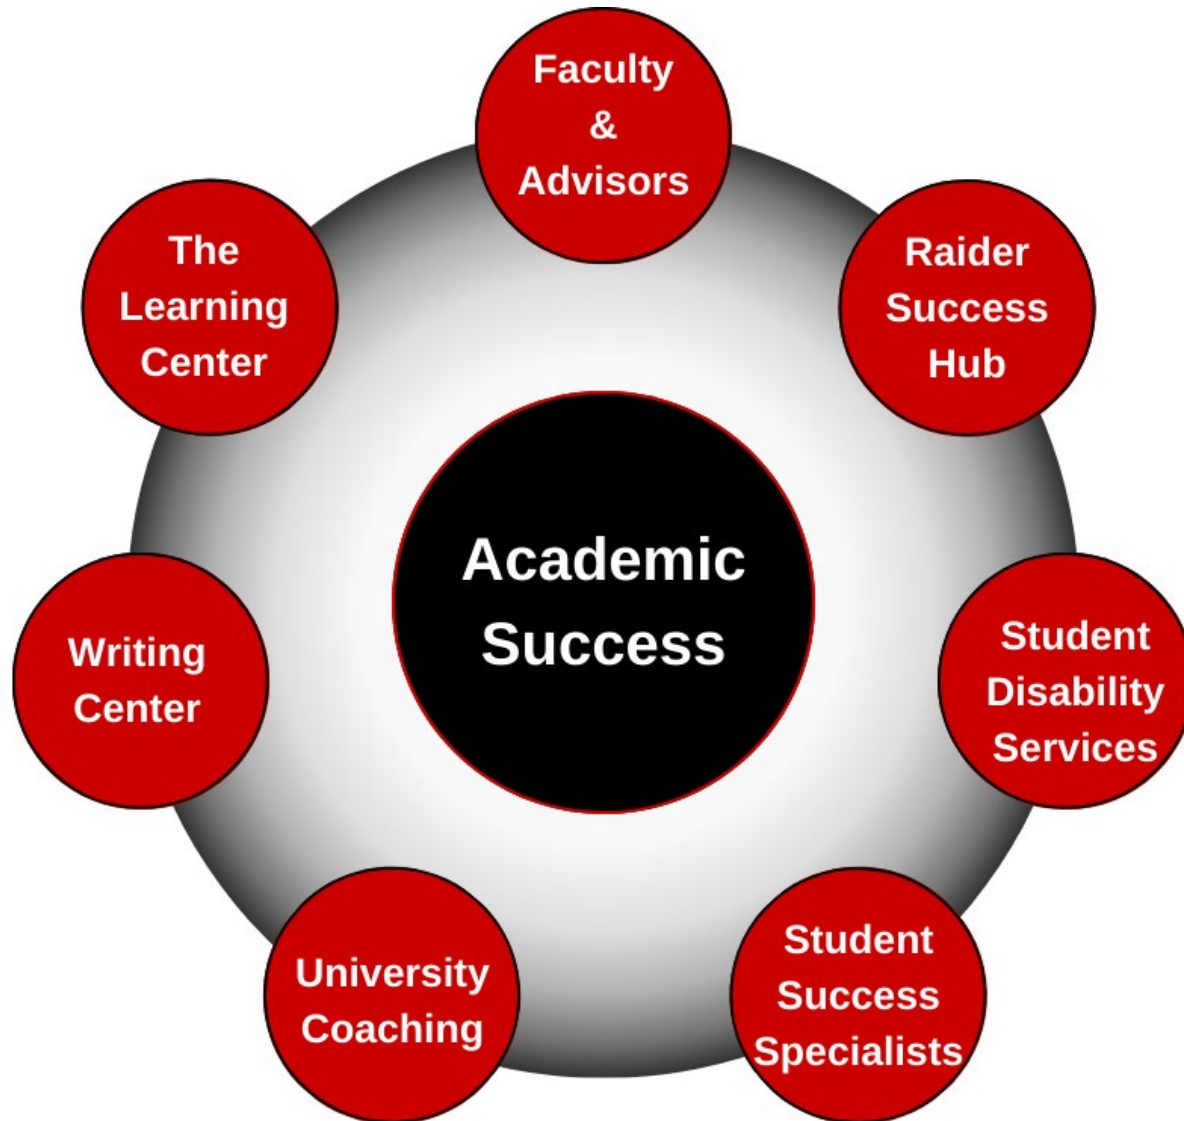 Faculty
&
Advisors
Raider
Success
Hub
Student
Disability
Services
Student
Success
Specialists
University
Coaching
Writing
Center
The
Learning
Center
Academic
Success